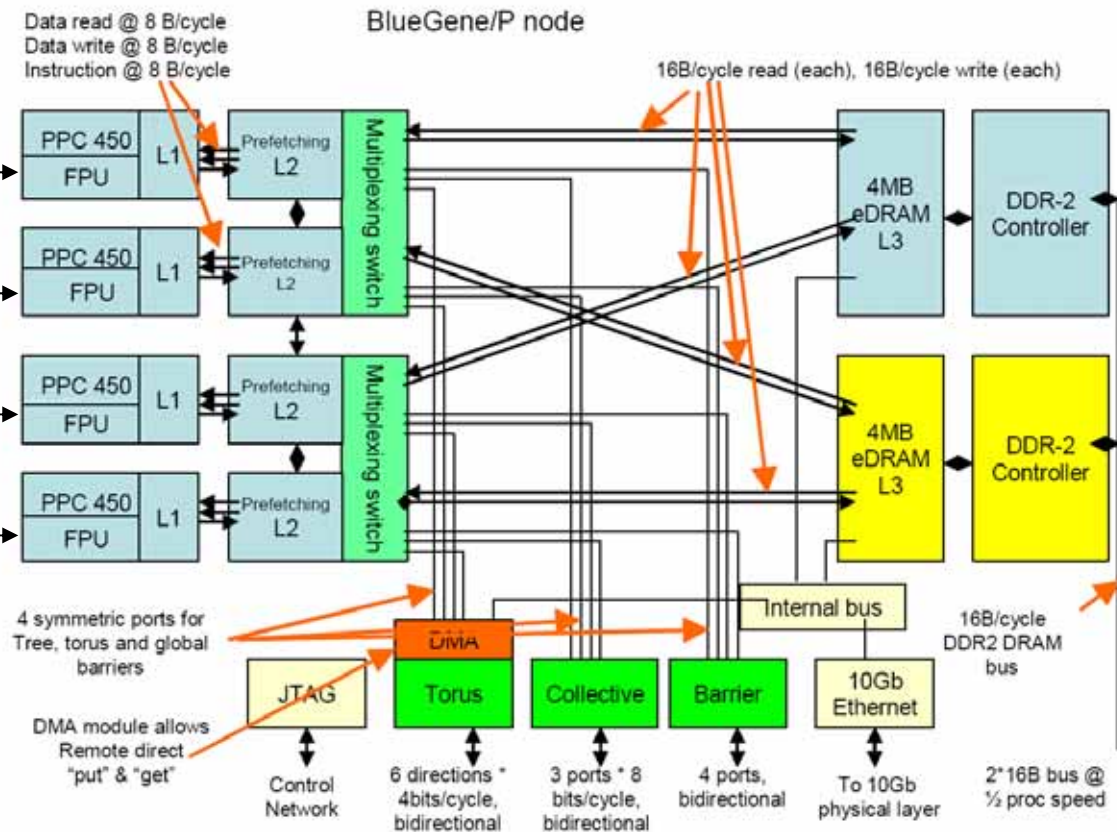 BlueGene/P node
Data read @ 8 B/cycle
Data write @ 8 B/cycle
Instruction @ 8 B/cycle
16B/cycle read (each), 16B/cycle write (each)
PPC 450
FPU
L1
Prefetching
L2
Multiplexing switch
4MB
eDRAM
L3
DDR-2
Controller
PPC 450
FPU
L1
Prefetching
L2
PPC 450
FPU
L1
Prefetching
L2
Multiplexing switch
4MB
eDRAM
L3
DDR-2
Controller
PPC 450
FPU
L1
Prefetching
L2
4 symmetric ports for
Tree, torus and global
barriers
Internal bus
16B/cycle
DDR2 DRAM
bus
DMA
JTAG
Torus
Collective
Barrier
10Gb
Ethernet
DMA module allows
Remote direct
"put" & "get"
Control
Network
6 directions *
4bits/cycle,
bidirectional
3 ports * 8
bits/cycle,
bidirectional
4 ports,
bidirectional
To 10Gb
physical layer
2*16B bus @
½ proc speed